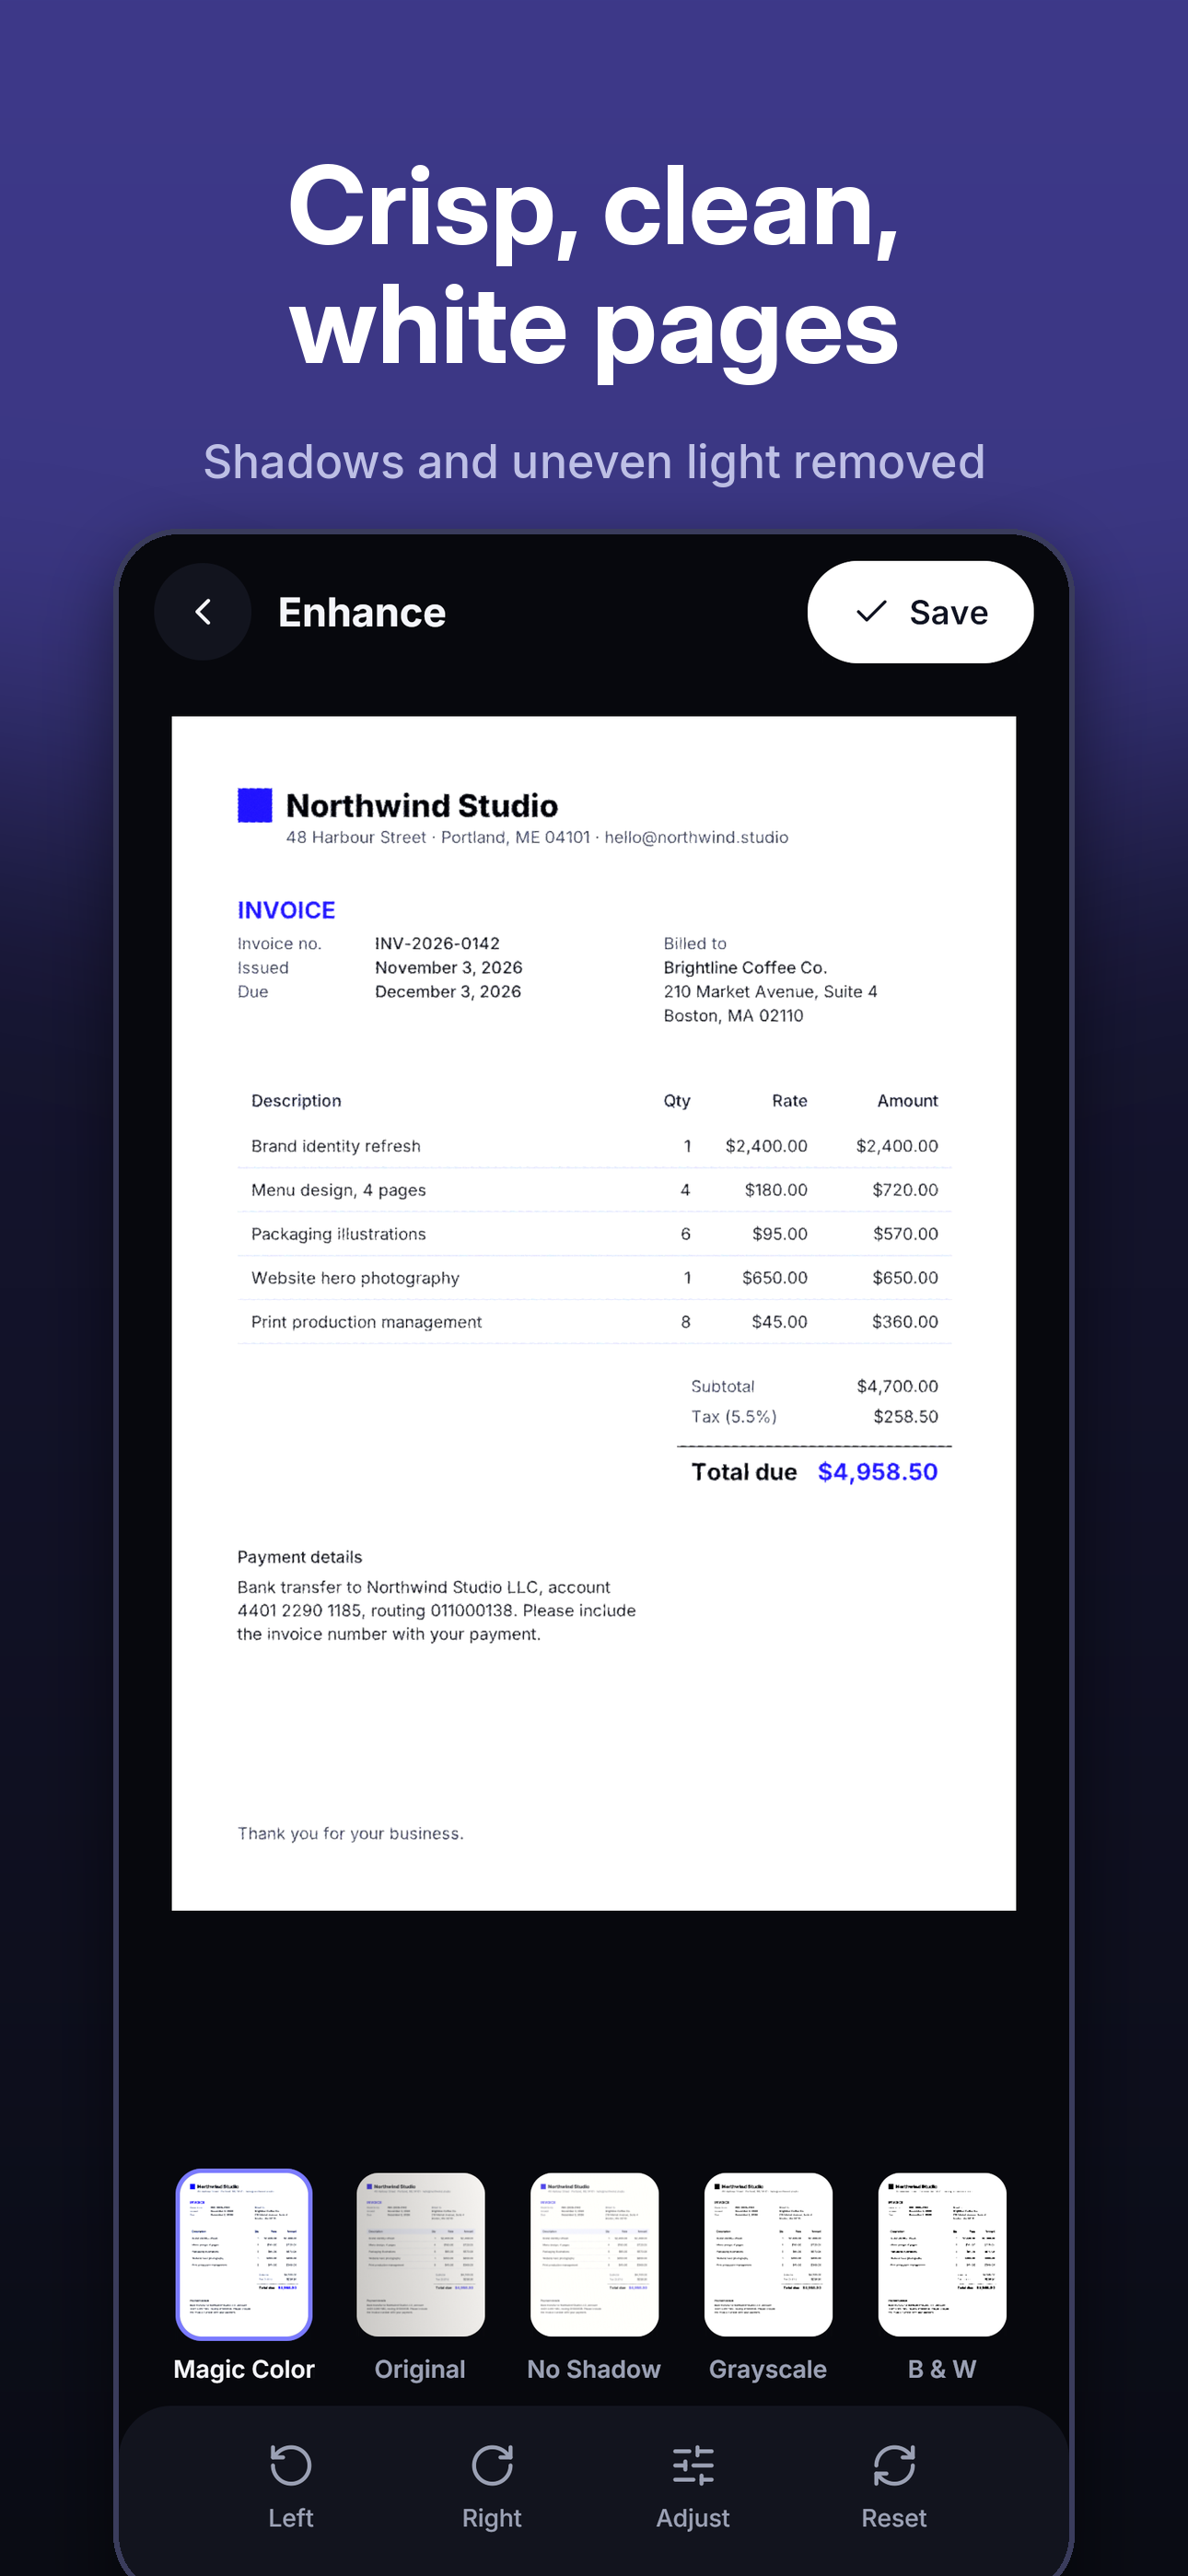 Crisp, clean,
white pages
Shadows and uneven light removed
Enhance
Save
Northwind Studio
48 Harbour Street · Portland, ME 04101 · hello@northwind.studio
INVOICE
Invoice no. INV-2026-0142
Issued November 3, 2026
Due December 3, 2026
Billed to
Brightline Coffee Co.
210 Market Avenue, Suite 4
Boston, MA 02110
Description Qty Rate Amount
Brand identity refresh 1 $2,400.00 $2,400.00
Menu design, 4 pages 4 $180.00 $720.00
Packaging illustrations 6 $95.00 $570.00
Website hero photography 1 $650.00 $650.00
Print production management 8 $45.00 $360.00
Subtotal $4,700.00
Tax (5.5%) $258.50
Total due $4,958.50
Payment details
Bank transfer to Northwind Studio LLC, account
4401 2290 1185, routing 011000138. Please include
the invoice number with your payment.
Thank you for your business.
Magic Color
Original
No Shadow
Grayscale
B & W
Left
Right
Adjust
Reset